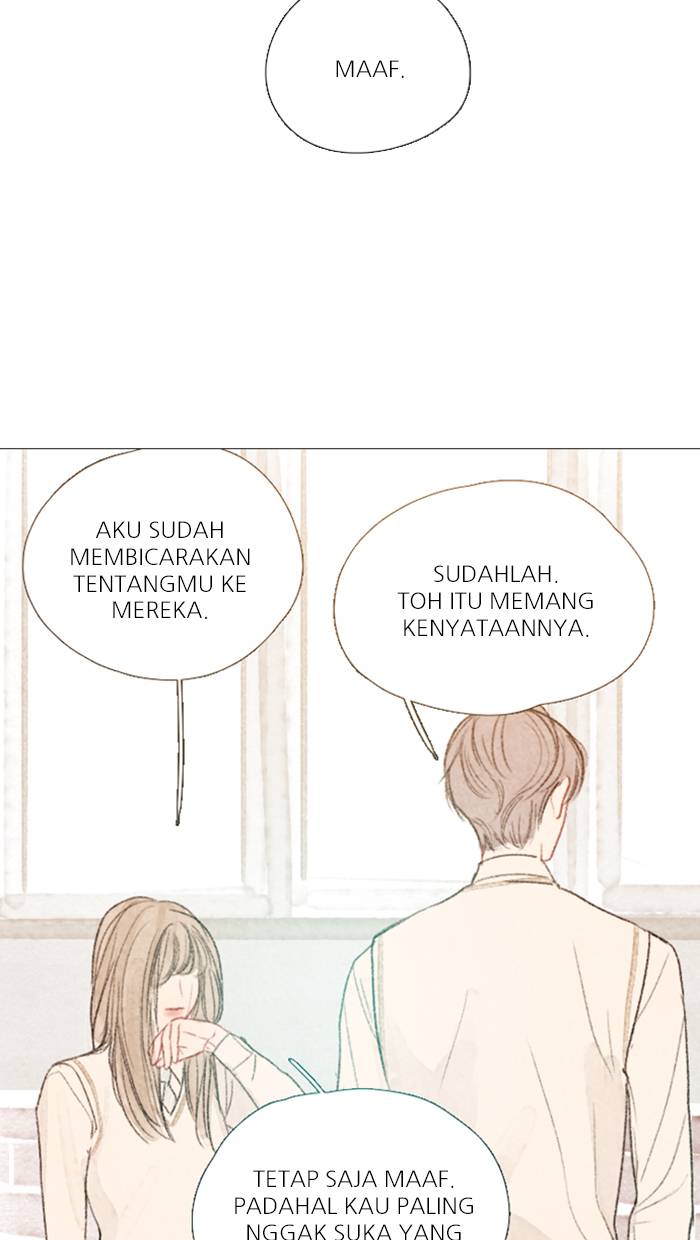 MAAF.
AKU SUDAH
MEMBICARAKAN
TENTANGMU KE
MEREKA.
SUDAHLAH.
TOH ITU MEMANG
KENYATAANNYA.
TETAP SAJA MAAF.
PADAHAL KAU PALING
NGGAK SUKA YANG